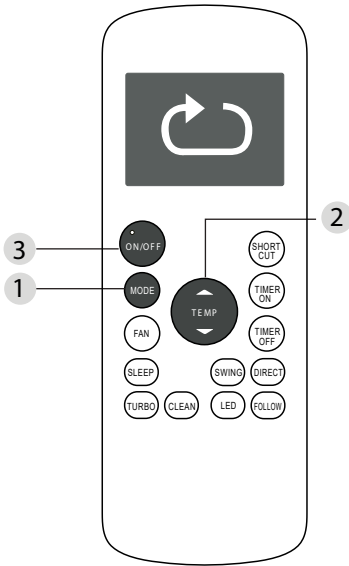 2
3
ON/OFF
SHORT
CUT
1
MODE
TEMP
TIMER
ON
FAN
TIMER
OFF
SLEEP
SWING
DIRECT
TURBO
CLEAN
LED
FOLLOW